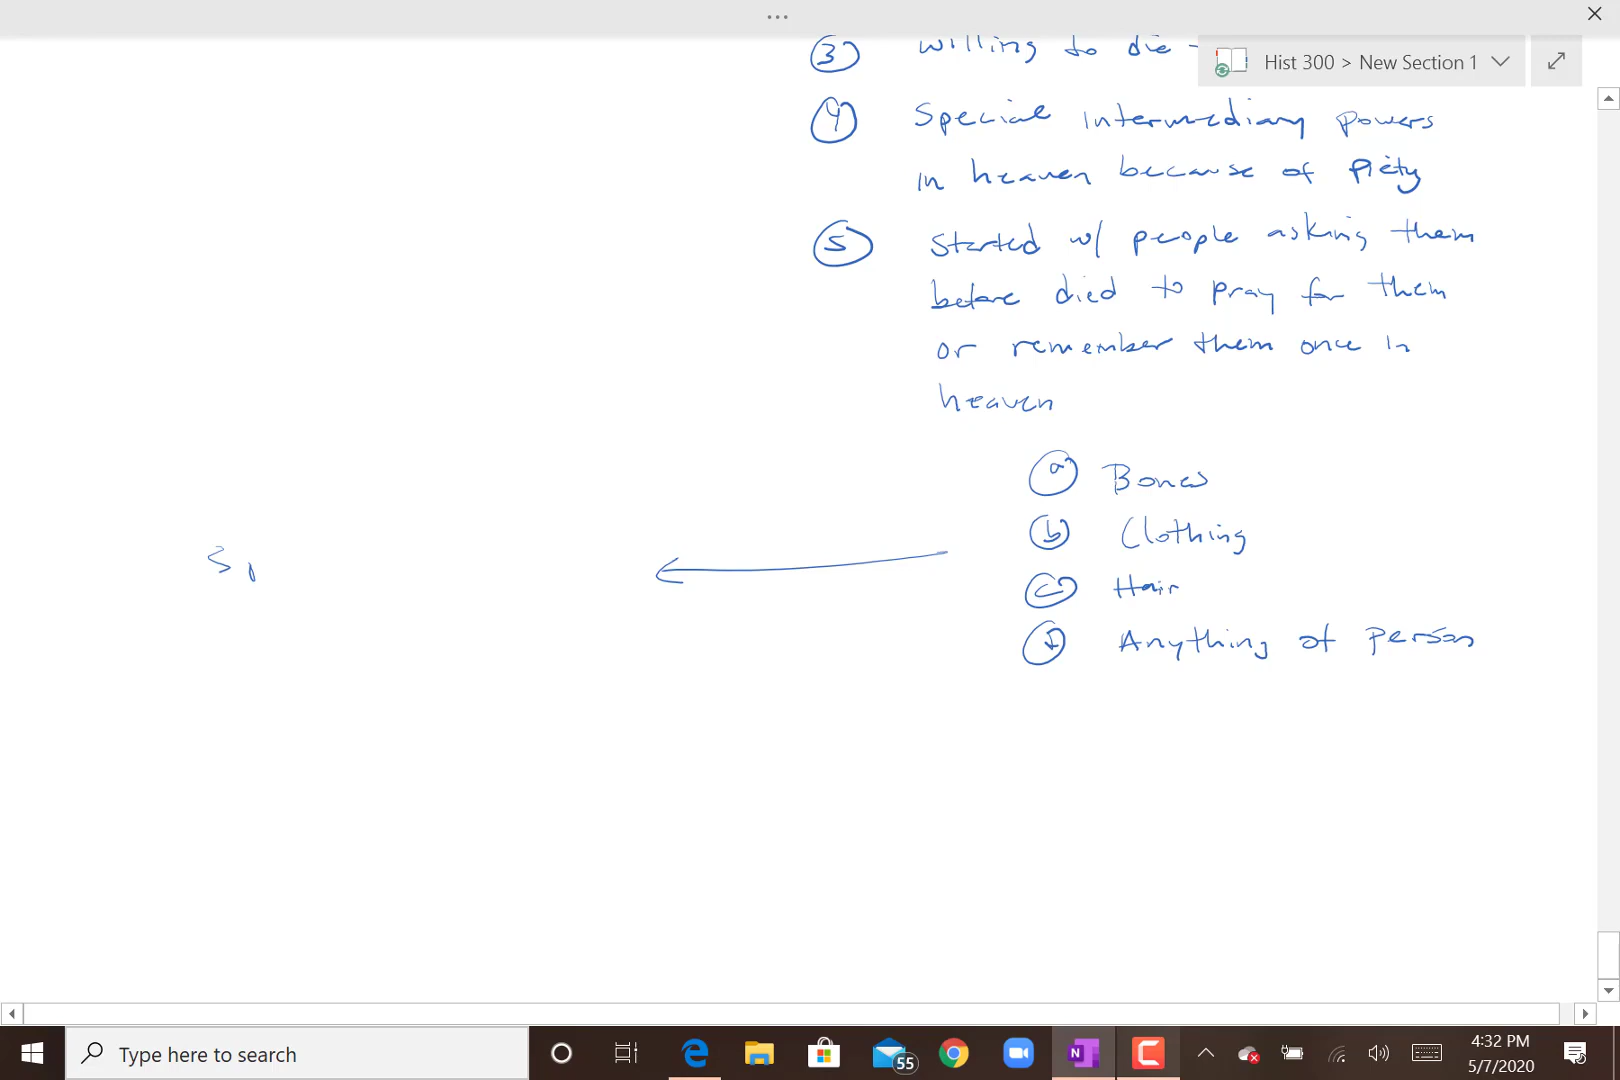 Hist 300 > New Section 1
③ willing to die -
④ Special intermediary powers
in heaven because of piety
⑤ Started w/ people asking them
before died to pray for them
or remember them once in
heaven
ⓐ Bones
ⓑ Clothing
ⓒ Hair
ⓓ Anything of person
Type here to search
55
N
4:32 PM
5/7/2020